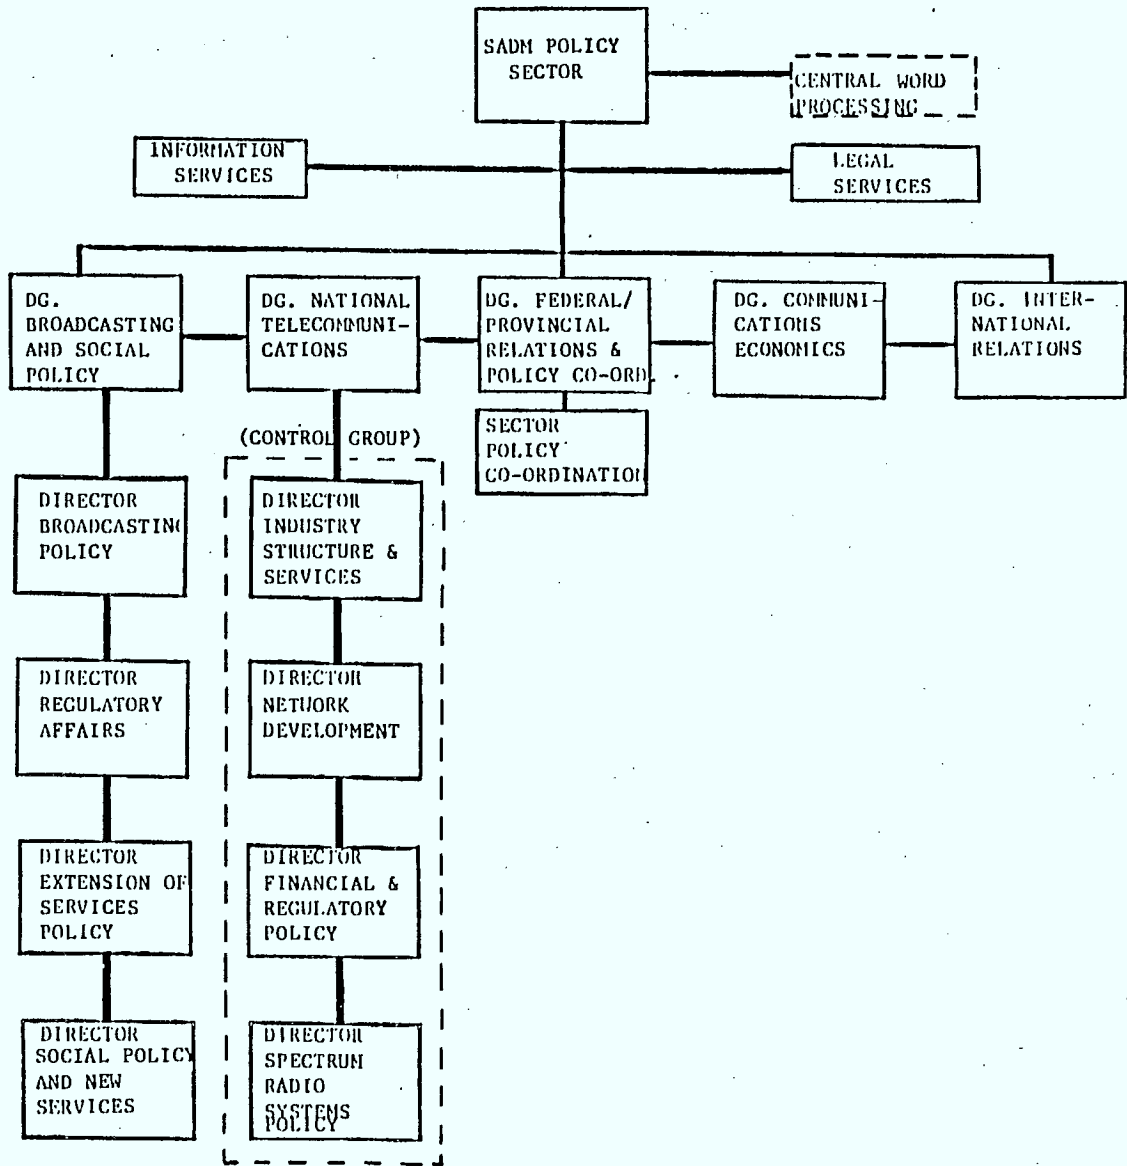 SADM POLICY
SECTOR
CENTRAL WORD
PROCESSING
INFORMATION
SERVICES
LEGAL
SERVICES
DG.
BROADCASTING
AND SOCIAL
POLICY
DG. NATIONAL
TELECOMMUNI-
CATIONS
DG. FEDERAL/
PROVINCIAL
RELATIONS &
POLICY CO-ORD.
DG. COMMUNI-
CATIONS
ECONOMICS
DG. INTER-
NATIONAL
RELATIONS
SECTOR
POLICY
CO-ORDINATION
(CONTROL GROUP)
DIRECTOR
BROADCASTING
POLICY
DIRECTOR
INDUSTRY
STRUCTURE &
SERVICES
DIRECTOR
REGULATORY
AFFAIRS
DIRECTOR
NETWORK
DEVELOPMENT
DIRECTOR
EXTENSION OF
SERVICES
POLICY
DIRECTOR
FINANCIAL &
REGULATORY
POLICY
DIRECTOR
SOCIAL POLICY
AND NEW
SERVICES
DIRECTOR
SPECTRUM
RADIO
SYSTEMS
POLICY